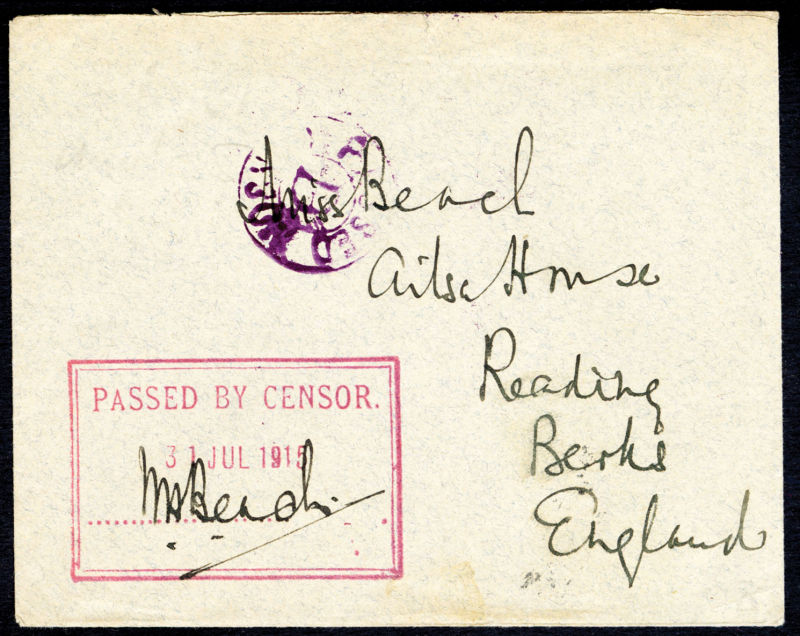 Miss Beach
Ailsa House
Reading
Berks
England
PASSED BY CENSOR.
31 JUL 1915
Beach.